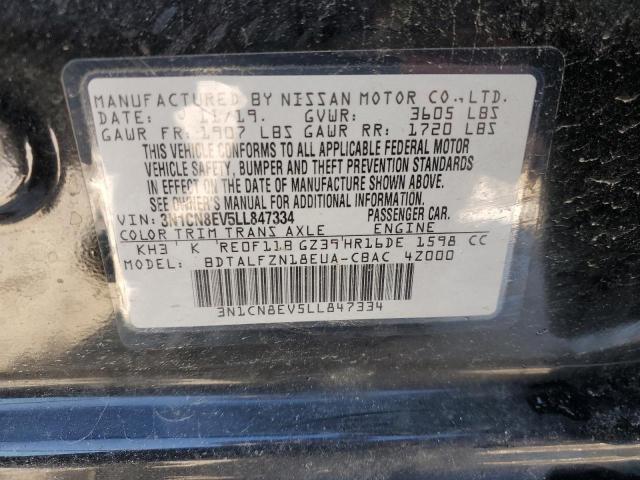 MANUFACTURED BY NISSAN MOTOR CO.,LTD.
DATE: 11/19. GVWR: 3605 LBS
GAWR FR: 1907 LBS GAWR RR: 1720 LBS
THIS VEHICLE CONFORMS TO ALL APPLICABLE FEDERAL MOTOR
VEHICLE SAFETY, BUMPER AND THEFT PREVENTION STANDARDS
IN EFFECT ON THE DATE OF MANUFACTURE SHOWN ABOVE.
SEE OWNER'S MANUAL FOR ADDITIONAL INFORMATION.
VIN: 3N1CN8EV5LL847334 PASSENGER CAR.
COLOR TRIM TRANS AXLE ENGINE
KH3 K RE0F11B GZ39 HR16DE 1598 CC
MODEL: BDTALFZN18EUA-CBAC 4Z000
3N1CN8EV5LL847334